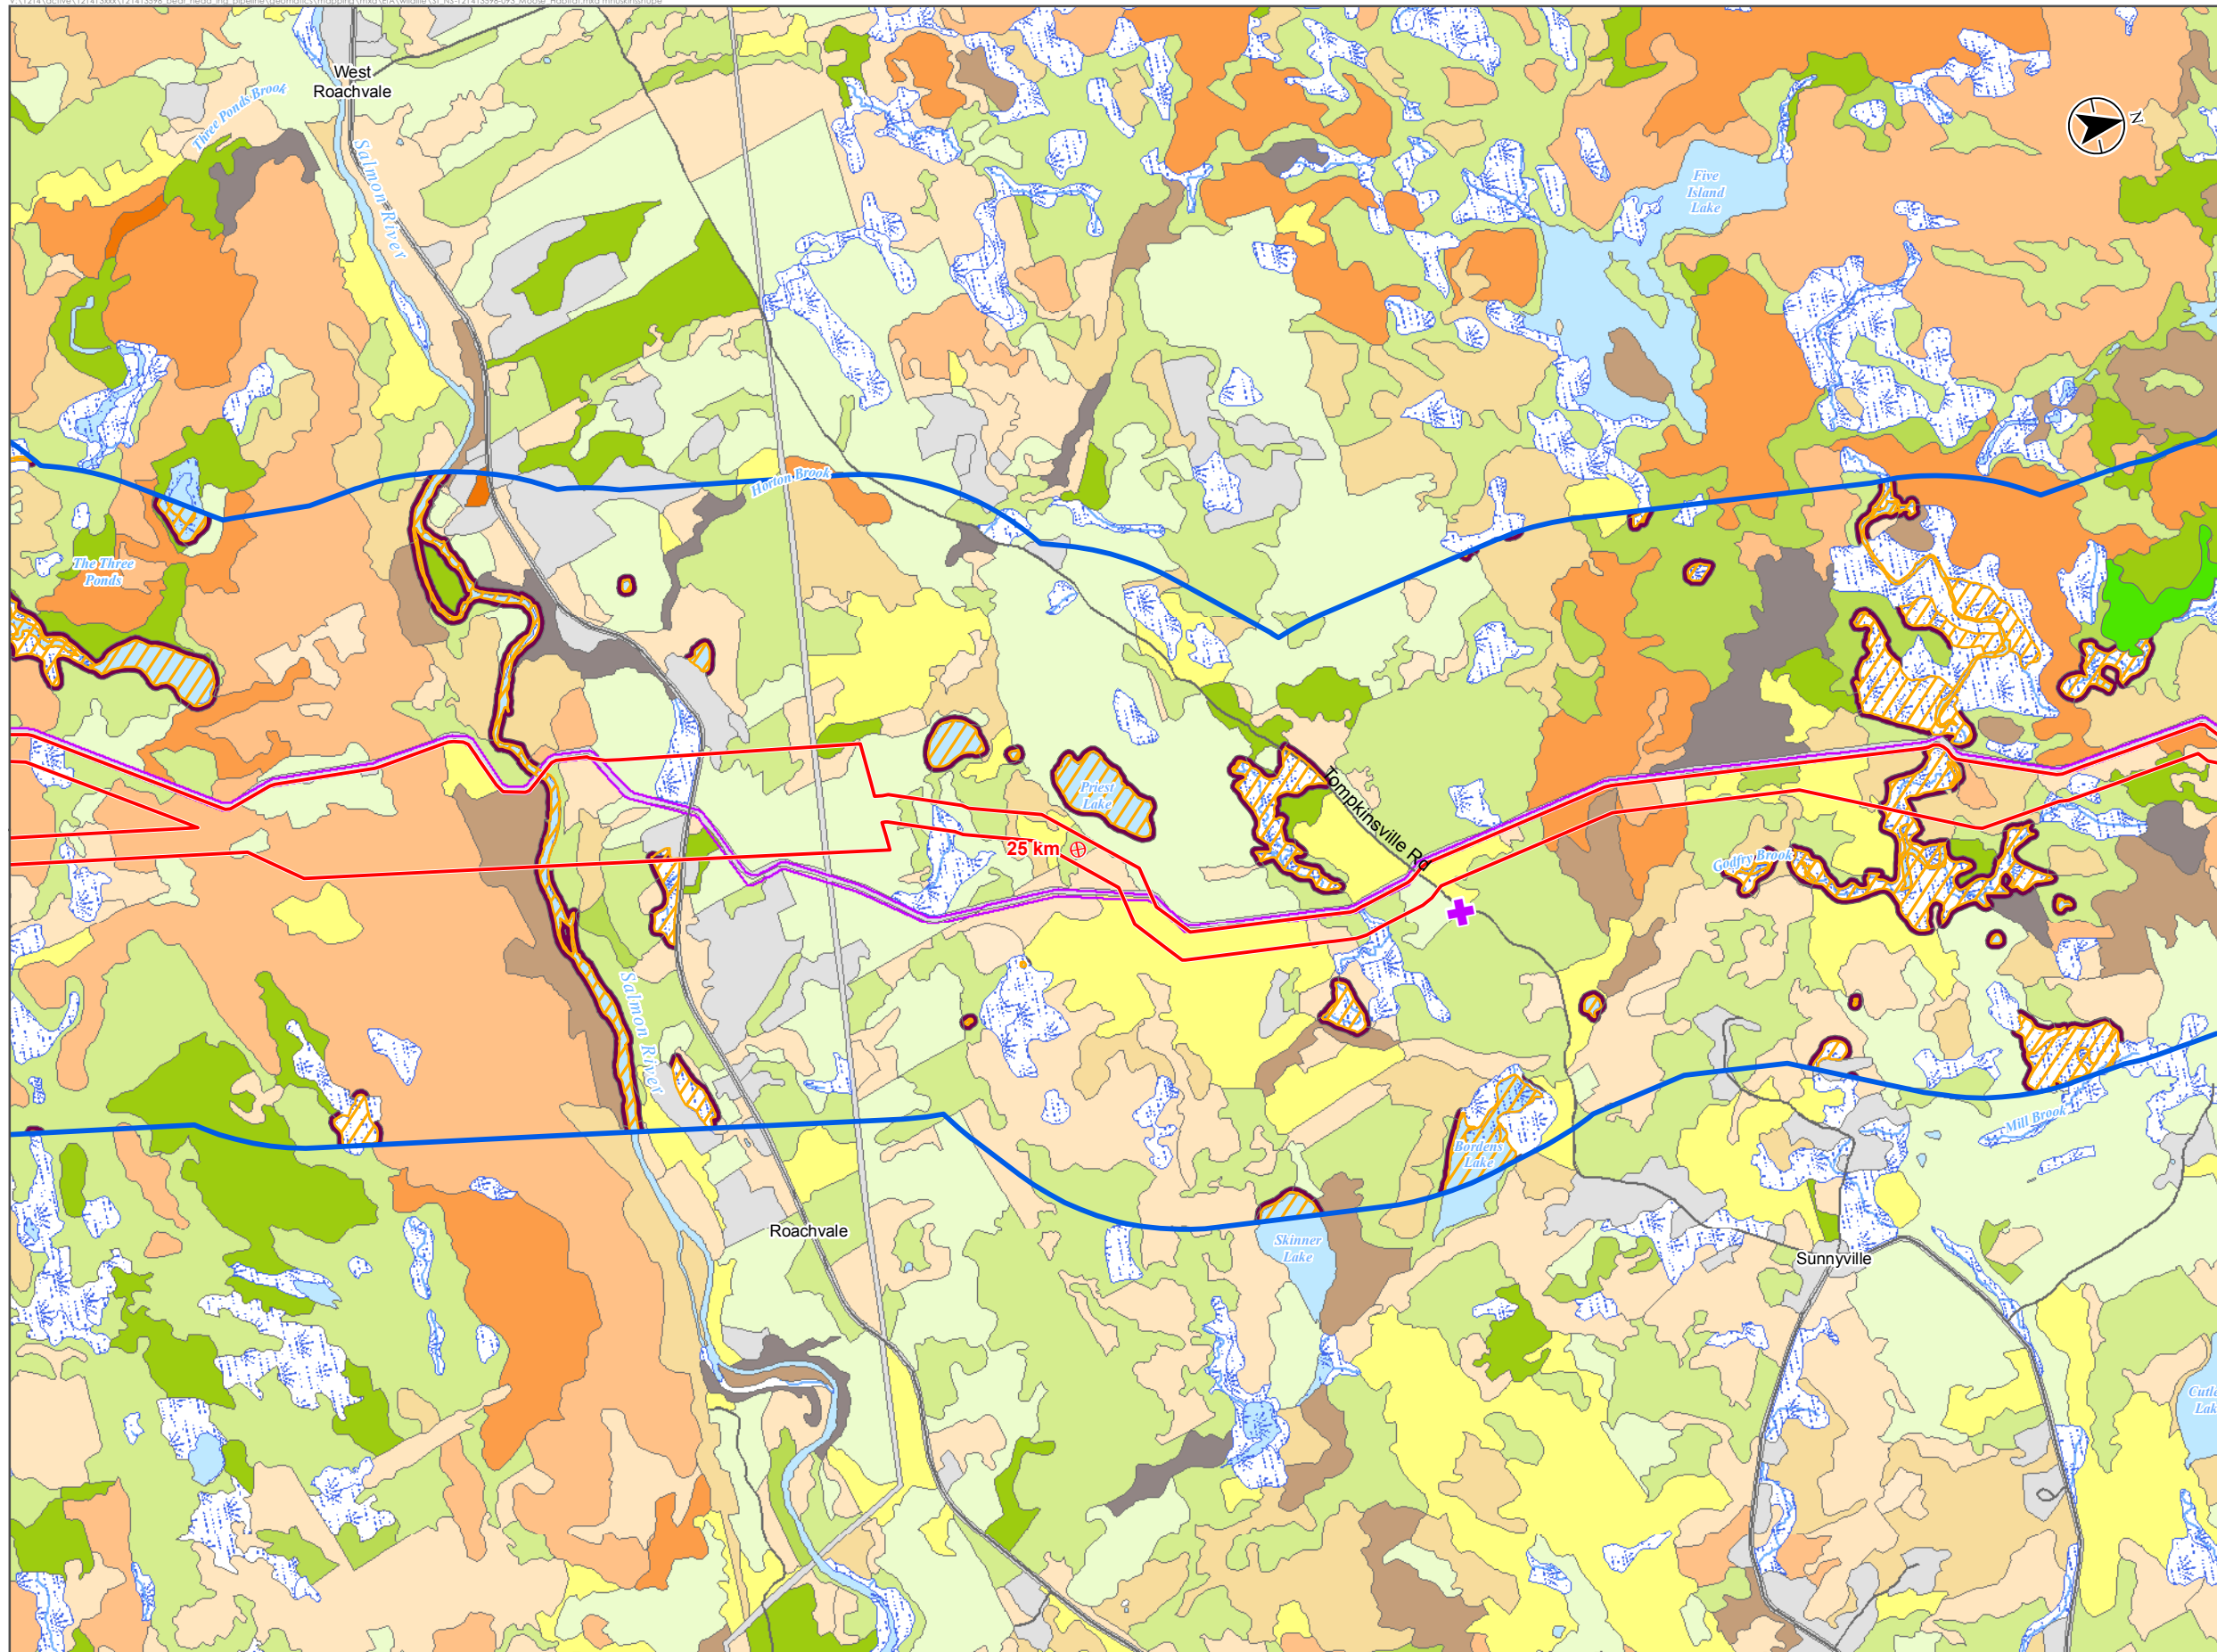 West
Roachvale
Three Ponds Brook
Salmon River
N
Five
Island
Lake
Horton Brook
The Three
Ponds
Priest
Lake
Tompkinsville Rd
25 km
Godfry Brook
Salmon River
Mill Brook
Bordens
Lake
Roachvale
Skinner
Lake
Sunnyville